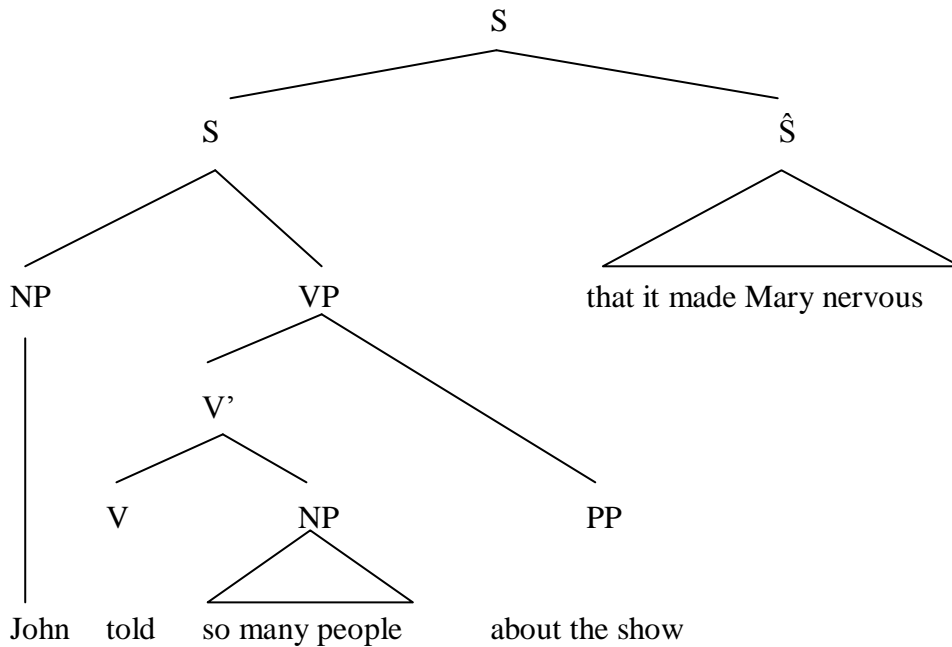 S
S Ŝ
NP VP that it made Mary nervous
V’
V NP PP
John told so many people about the show